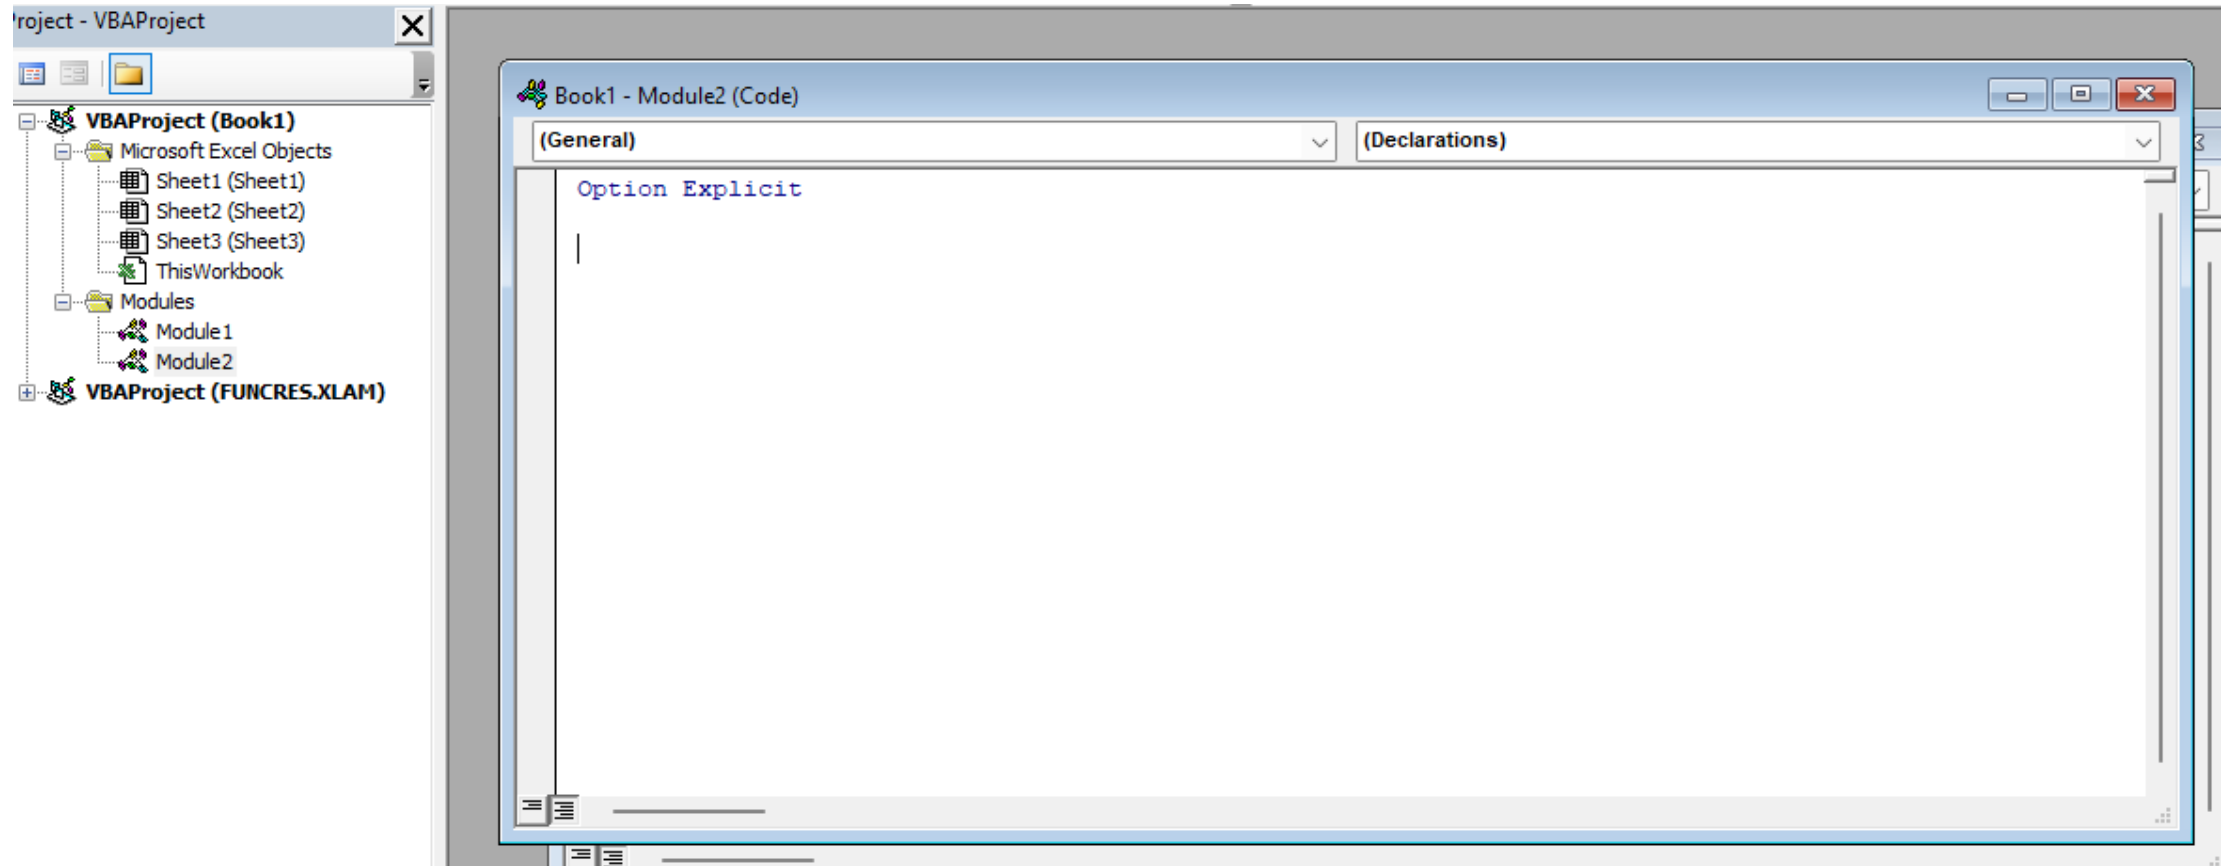 roject - VBAProject
VBAProject (Book1)
Microsoft Excel Objects
Sheet1 (Sheet1)
Sheet2 (Sheet2)
Sheet3 (Sheet3)
ThisWorkbook
Modules
Module1
Module2
VBAProject (FUNCRES.XLAM)
Book1 - Module2 (Code)
(General)
(Declarations)
Option Explicit